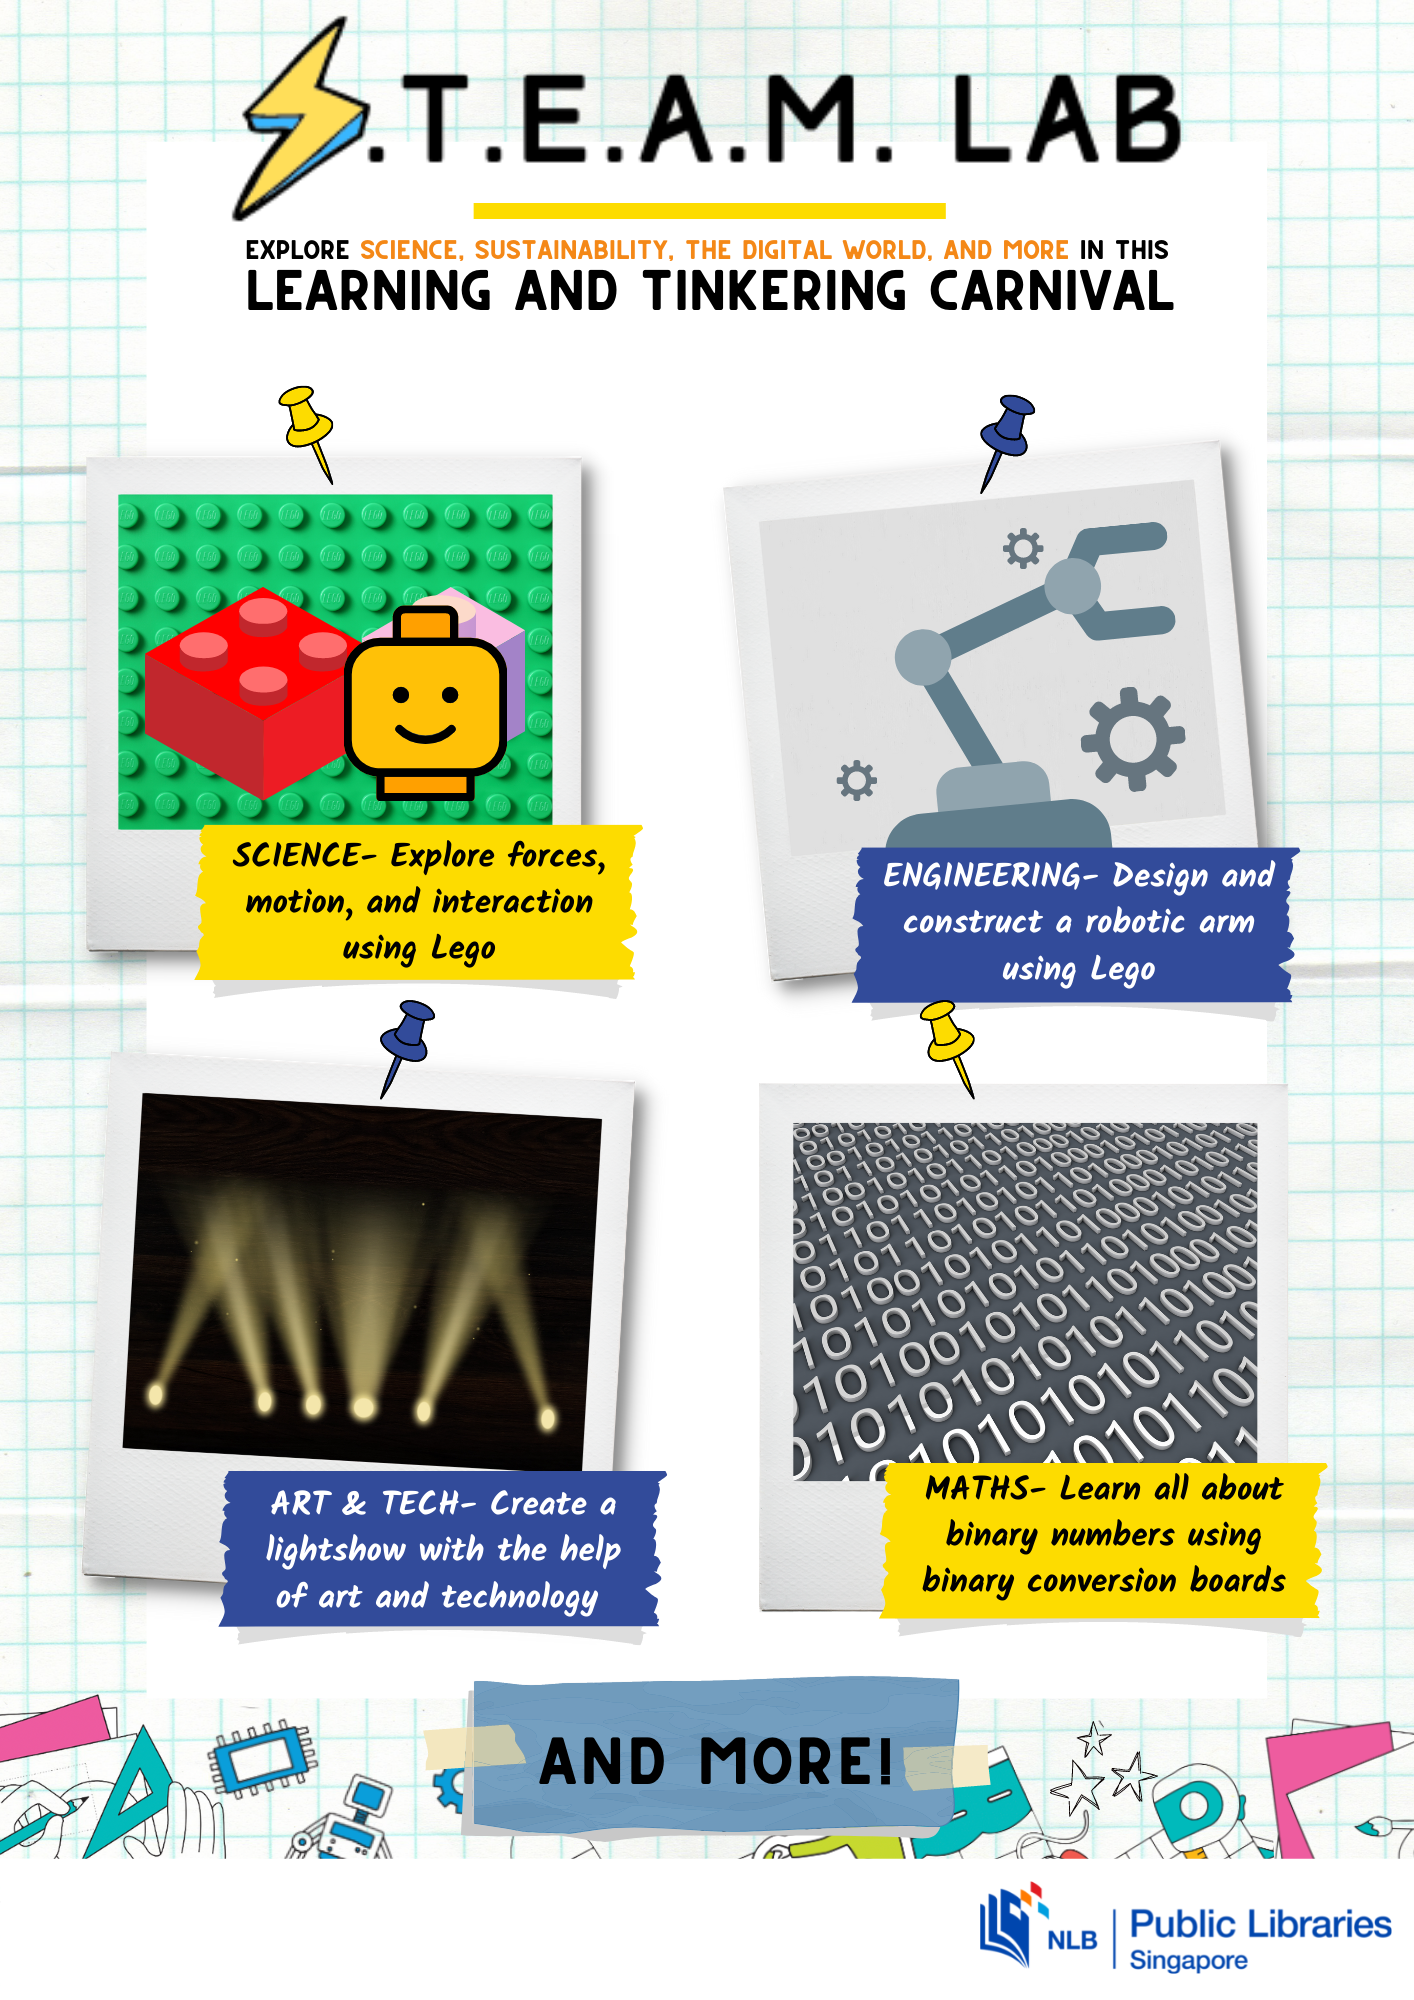 .T.E.A.M. LAB
EXPLORE SCIENCE, SUSTAINABILITY, THE DIGITAL WORLD, AND MORE IN THIS
LEARNING AND TINKERING CARNIVAL
SCIENCE- Explore forces,
motion, and interaction
using Lego
ENGINEERING- Design and
construct a robotic arm
using Lego
ART & TECH- Create a
lightshow with the help
of art and technology
MATHS- Learn all about
binary numbers using
binary conversion boards
AND MORE!
NLB
Public Libraries
Singapore